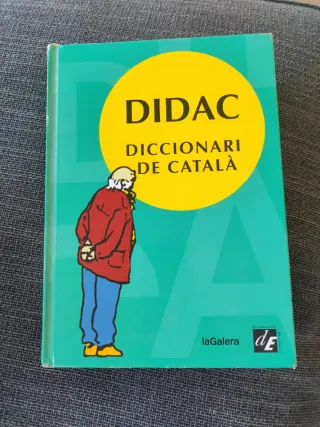 DIDAC
DICCIONARI
DE CATALÀ
laGalera
dE